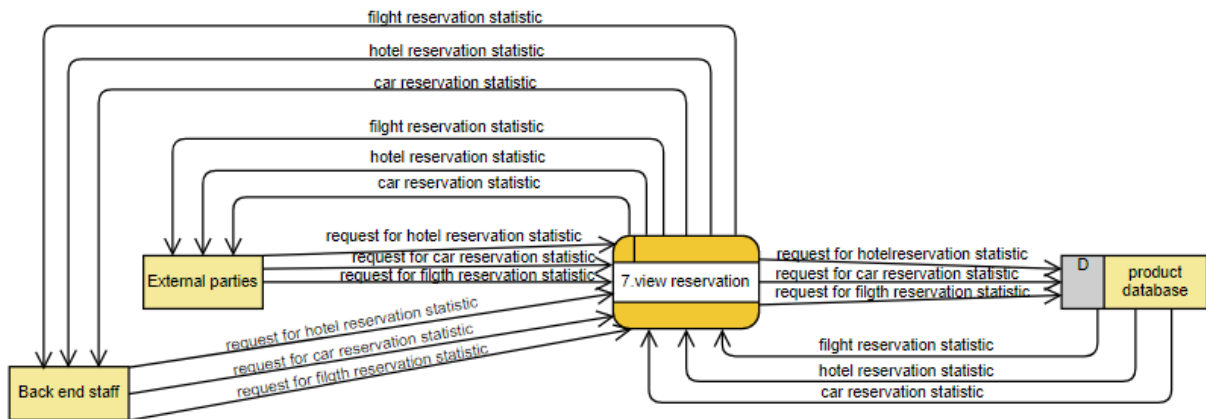 filght reservation statistic
hotel reservation statistic
car reservation statistic
filght reservation statistic
hotel reservation statistic
car reservation statistic
request for hotel reservation statistic
request for car reservation statistic
request for filgth reservation statistic
External parties
7.view reservation
request for hotelreservation statistic
request for car reservation statistic
request for filgth reservation statistic
D
product
database
request for hotel reservation statistic
request for car reservation statistic
request for filgth reservation statistic
Back end staff
filght reservation statistic
hotel reservation statistic
car reservation statistic